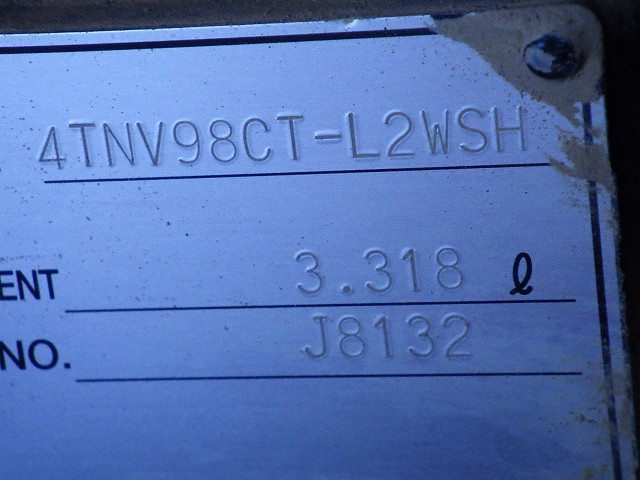 4TNV98CT-L2WSH
ENT 3.318 ℓ
NO. J8132